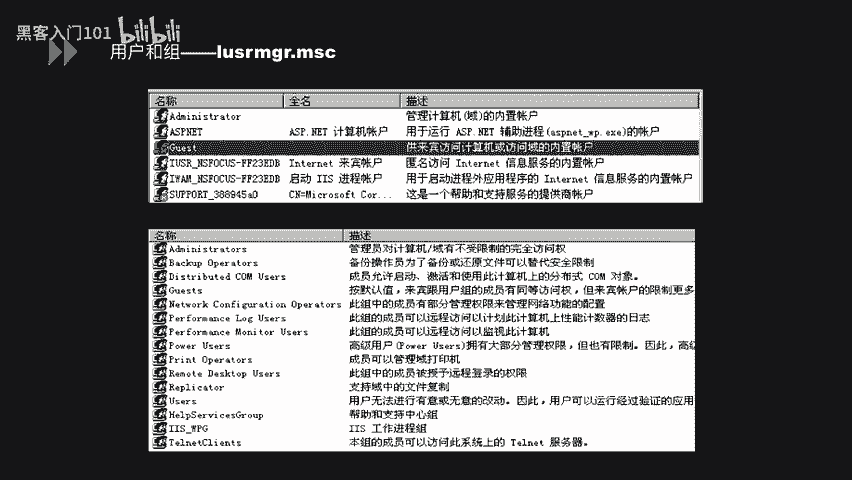 黑客入门101 bilibili
用户和组——lusrmgr.msc
名称 全名 描述
Administrator 管理计算机(域)的内置帐户
ASPNET ASP.NET 计算机帐户 用于运行 ASP.NET 辅助进程(aspnet_wp.exe)的帐户
Guest 供来宾访问计算机或访问域的内置帐户
IUSR_NSFOCUS-FF23EDB Internet 来宾帐户 匿名访问 Internet 信息服务的内置帐户
IWAM_NSFOCUS-FF23EDB 启动 IIS 进程帐户 用于启动进程外应用程序的 Internet 信息服务的内置帐户
SUPPORT_388945a0 CN=Microsoft Cor... 这是一个帮助和支持服务的提供商帐户
名称 描述
Administrators 管理员对计算机/域有不受限制的完全访问权
Backup Operators 备份操作员为了备份或还原文件可以替代安全限制
Distributed COM Users 成员允许启动、激活和使用此计算机上的分布式 COM 对象。
Guests 按默认值，来宾跟用户组的成员有同等访问权，但来宾帐户的限制更多
Network Configuration Operators 此组中的成员有部分管理权限来管理网络功能的配置
Performance Log Users 此组的成员可以远程访问以计划此计算机上性能计数器的日志
Performance Monitor Users 此组的成员可以远程访问以监视此计算机
Power Users 高级用户(Power Users)拥有大部分管理权限，但也有限制。因此，高级
Print Operators 成员可以管理域打印机
Remote Desktop Users 此组中的成员被授予远程登录的权限
Replicator 支持域中的文件复制
Users 用户无法进行有意或无意的改动。因此，用户可以运行经过验证的应用
HelpServicesGroup 帮助和支持中心组
IIS_WPG IIS 工作进程组
TelnetClients 本组的成员可以访问此系统上的 Telnet 服务器。